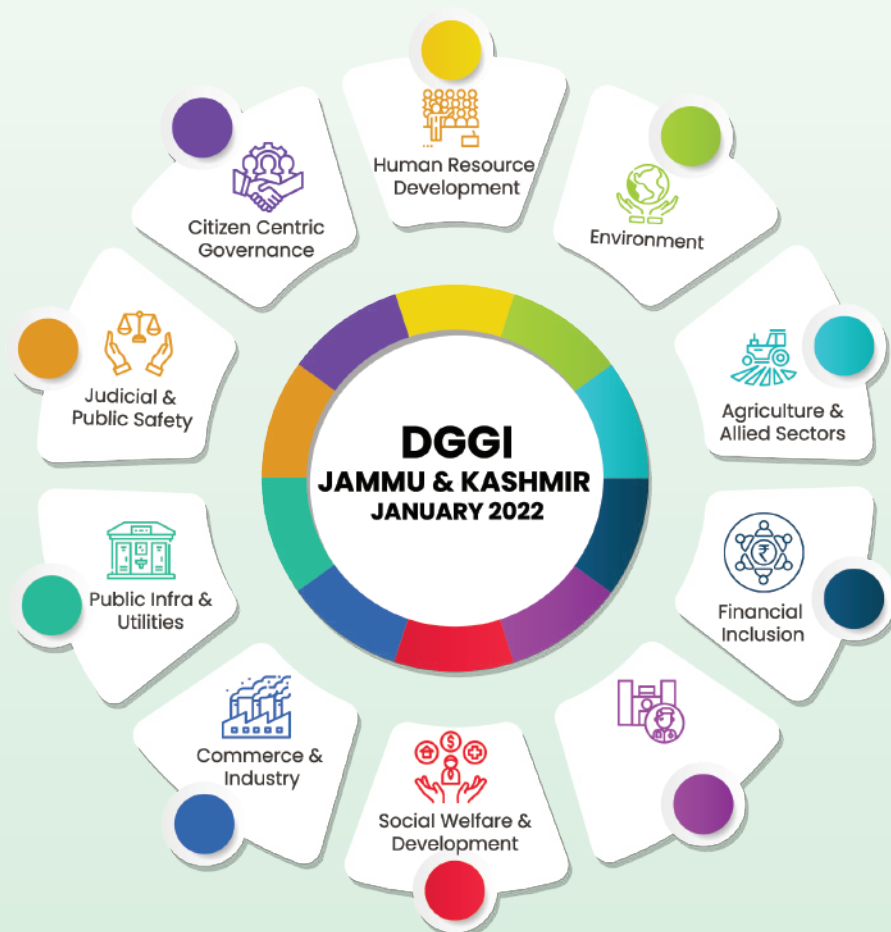 Human Resource
Development
Environment
Agriculture &
Allied Sectors
Financial
Inclusion
Social Welfare &
Development
Commerce &
Industry
Public Infra &
Utilities
Judicial &
Public Safety
Citizen Centric
Governance
DGGI
JAMMU & KASHMIR
JANUARY 2022